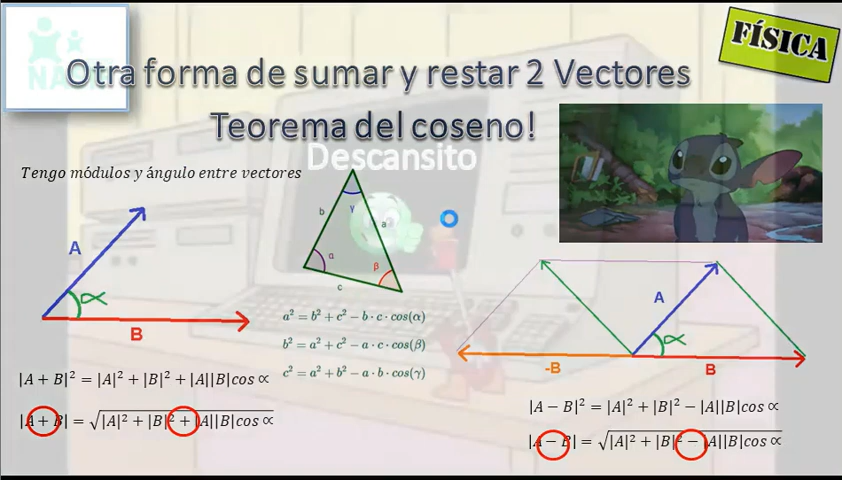 FÍSICA
NA
Otra forma de sumar y restar 2 Vectores
Teorema del coseno!
Descansito
Tengo módulos y ángulo entre vectores
A
α
B
b
γ
a
α
β
c
a² = b² + c² − b · c · cos(α)
b² = a² + c² − a · c · cos(β)
c² = a² + b² − a · b · cos(γ)
|A + B|² = |A|² + |B|² + |A||B|cos ∝
|A + B| = √|A|² + |B|² + |A||B|cos ∝
A
α
-B
B
|A − B|² = |A|² + |B|² − |A||B|cos ∝
|A − B| = √|A|² + |B|² − |A||B|cos ∝